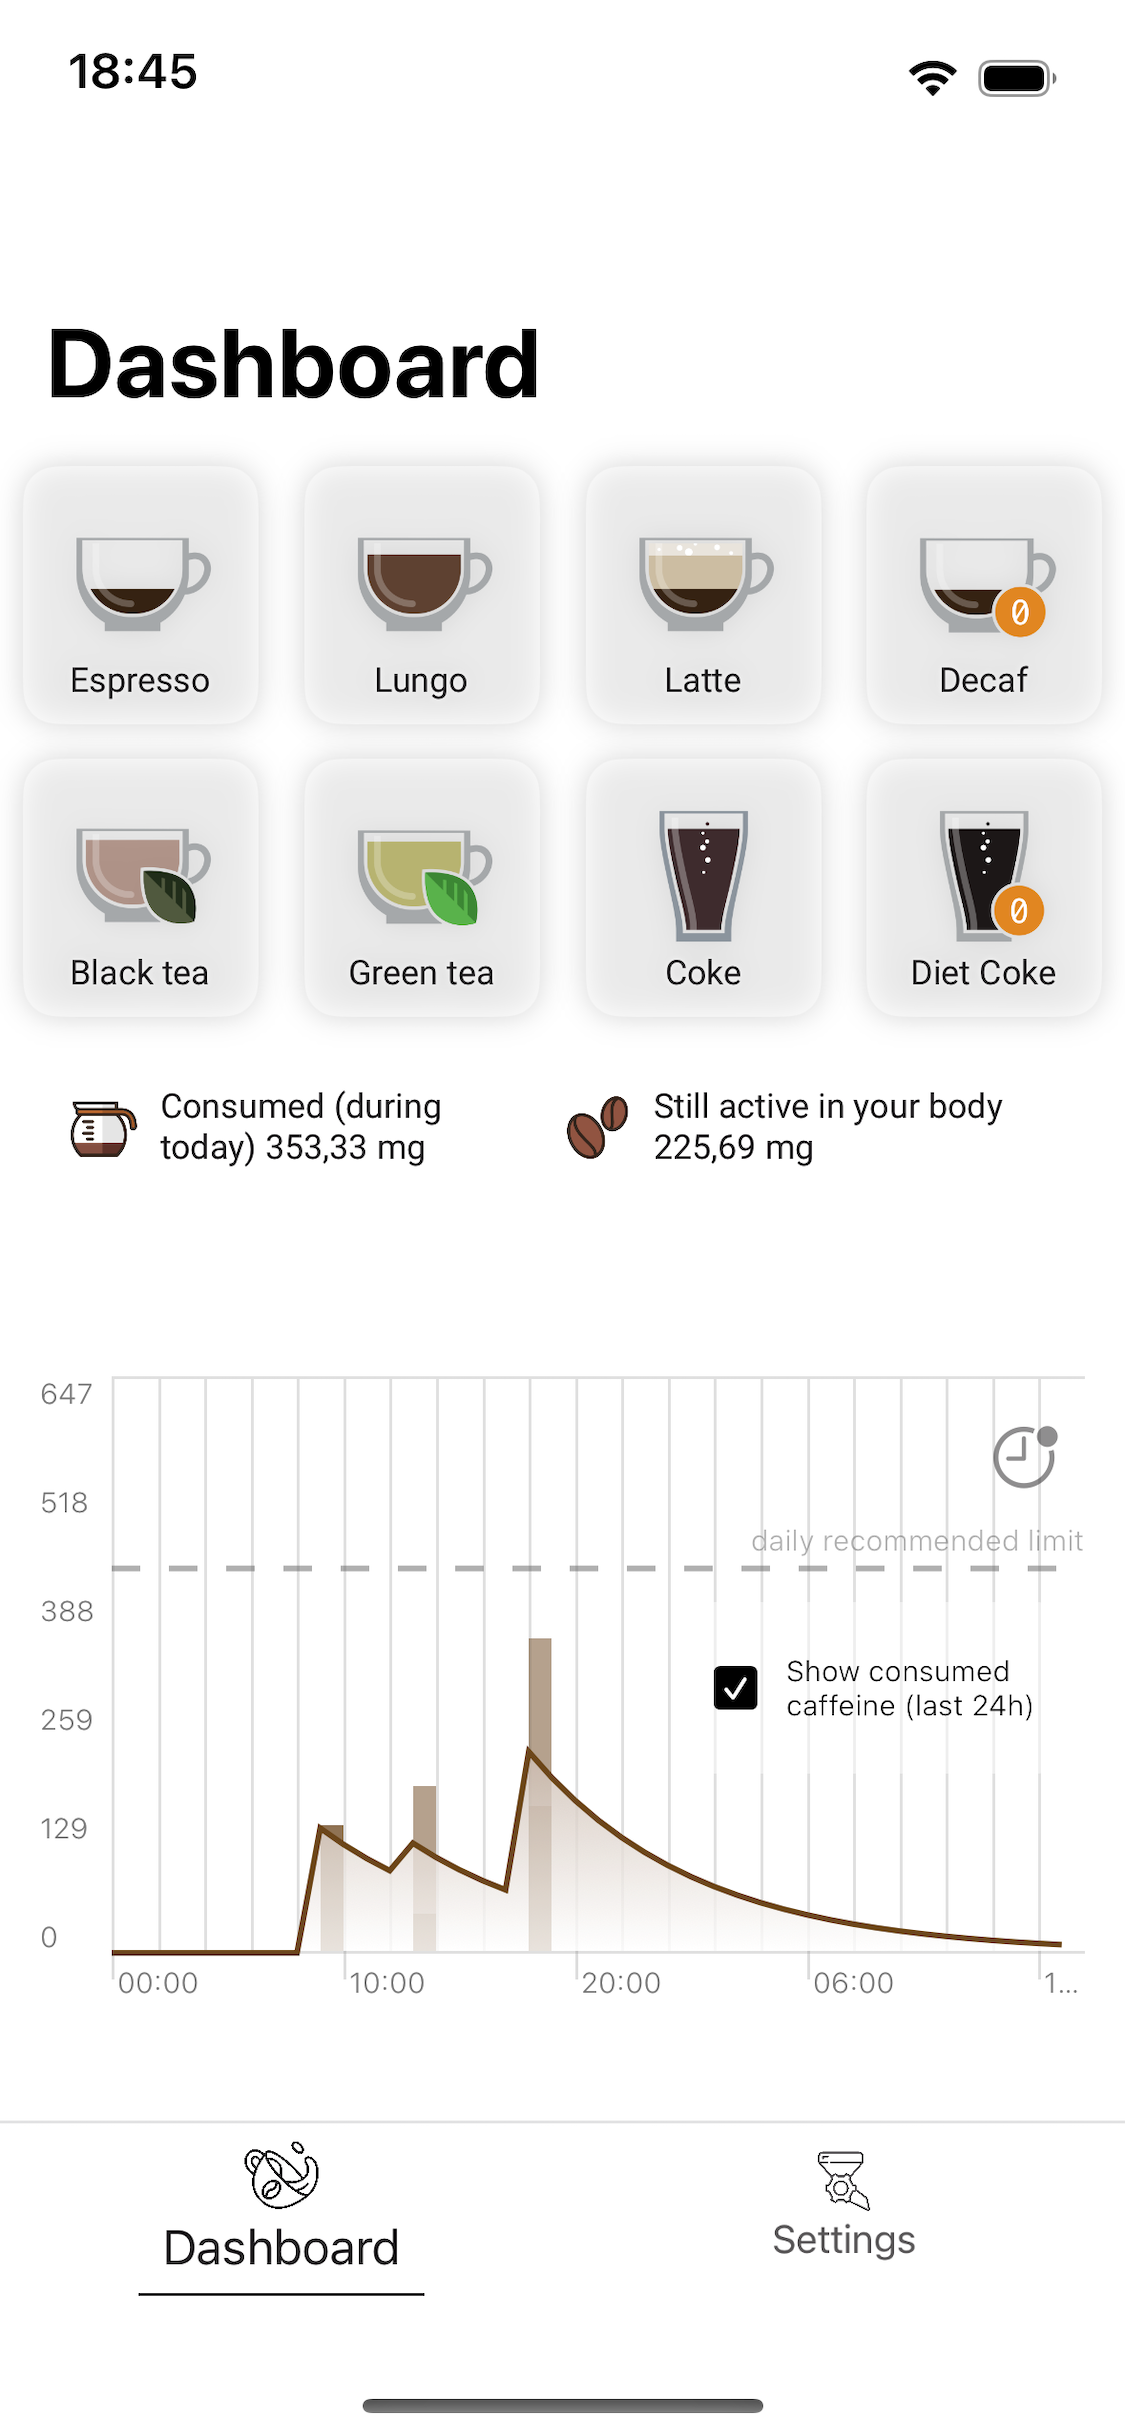 18:45
Dashboard
Espresso
Lungo
Latte
0
Decaf
Black tea
Green tea
Coke
0
Diet Coke
Consumed (during
today) 353,33 mg
Still active in your body
225,69 mg
647
518
daily recommended limit
388
Show consumed
caffeine (last 24h)
259
129
0
00:00
10:00
20:00
06:00
1...
Dashboard
Settings